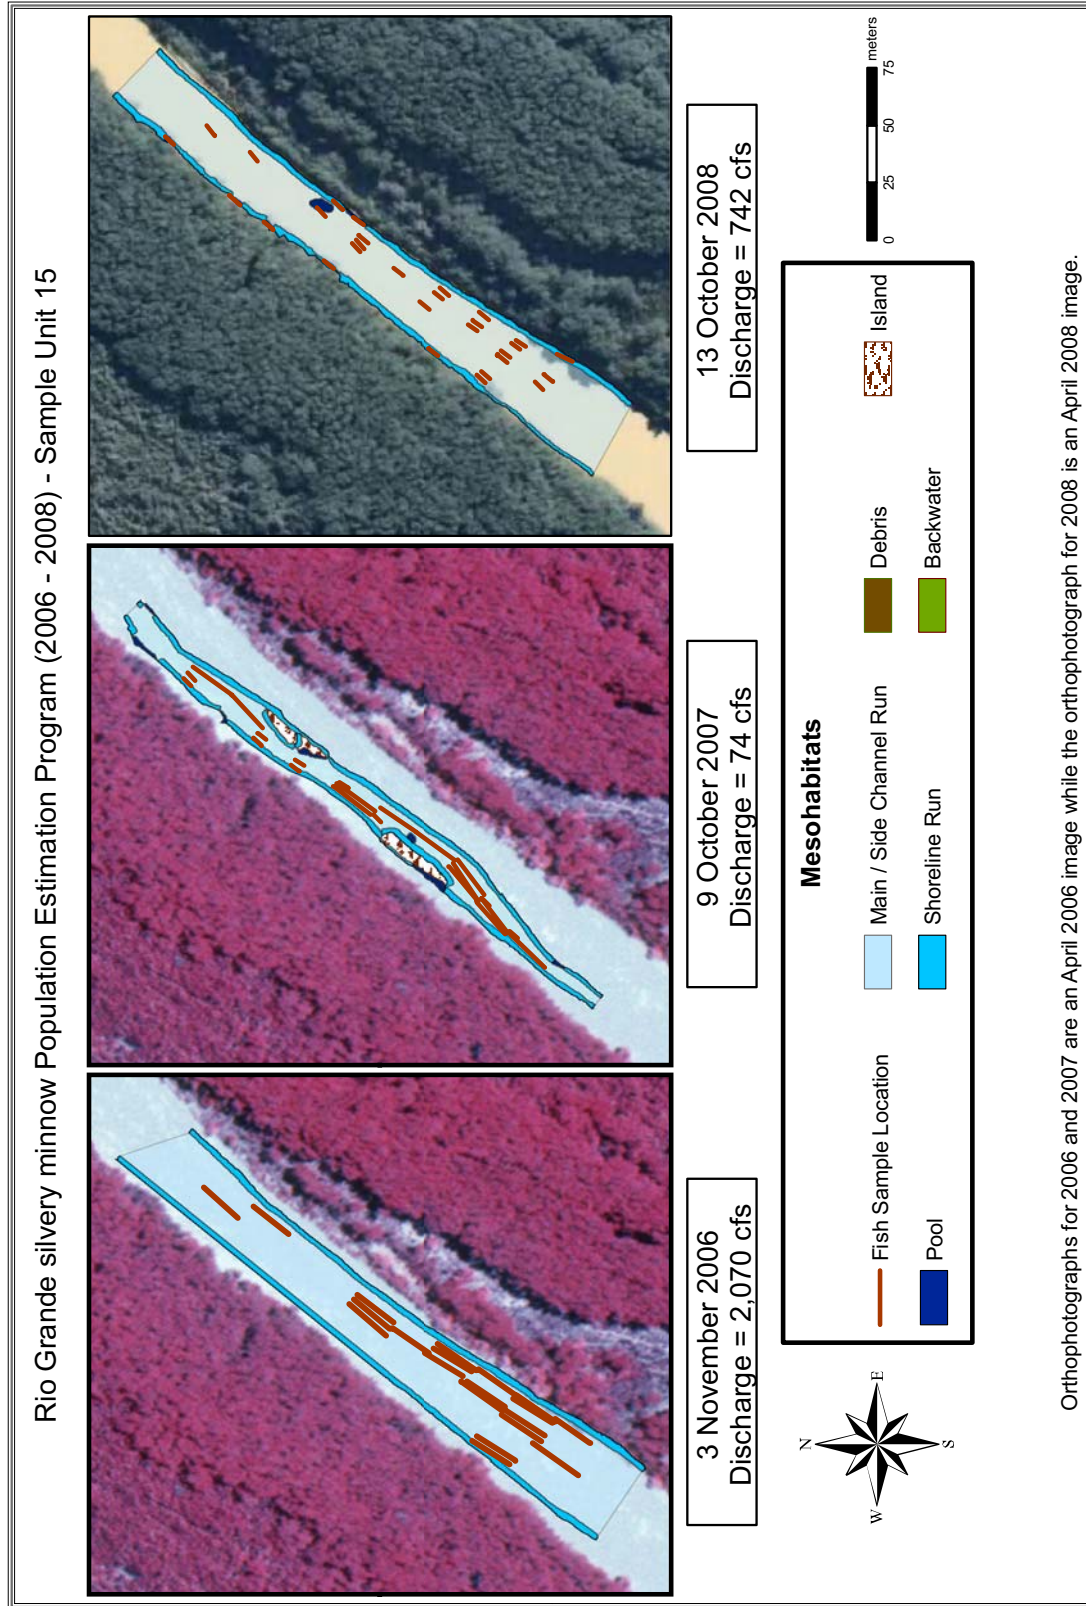 Rio Grande silvery minnow Population Estimation Program (2006 - 2008) - Sample Unit 15
3 November 2006
Discharge = 2,070 cfs
9 October 2007
Discharge = 74 cfs
13 October 2008
Discharge = 742 cfs
N
W
E
S
Mesohabitats
Fish Sample Location
Main / Side Channel Run
Debris
Island
Pool
Shoreline Run
Backwater
0
25
50
75
meters
Orthophotographs for 2006 and 2007 are an April 2006 image while the orthophotograph for 2008 is an April 2008 image.